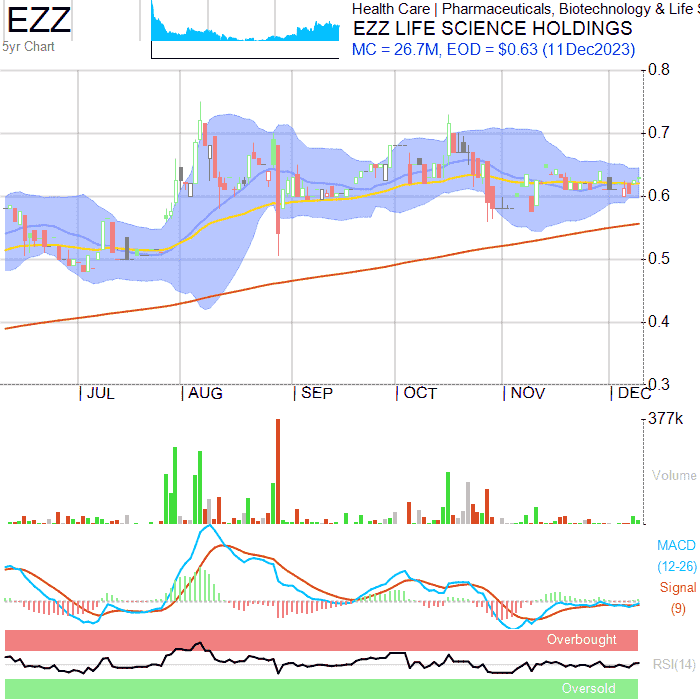 EZZ
5yr Chart
Health Care | Pharmaceuticals, Biotechnology & Life
EZZ LIFE SCIENCE HOLDINGS
MC = 26.7M, EOD = $0.63 (11Dec2023)
0.8
0.7
0.6
0.5
0.4
0.3
JUL
AUG
SEP
OCT
NOV
DEC
377k
Volume
MACD
(12-26)
Signal
(9)
Overbought
RSI(14)
Oversold